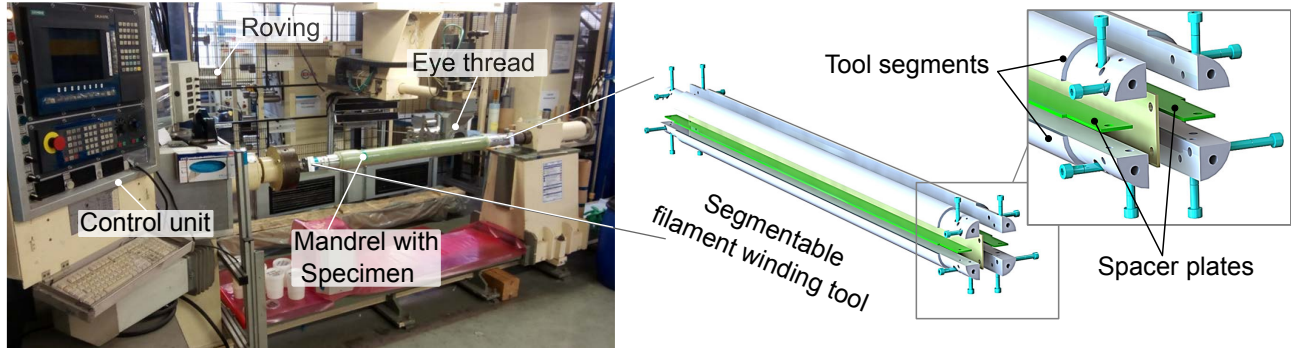 Roving
Eye thread
Control unit
Mandrel with
Specimen
Segmentable
filament winding tool
Tool segments
Spacer plates